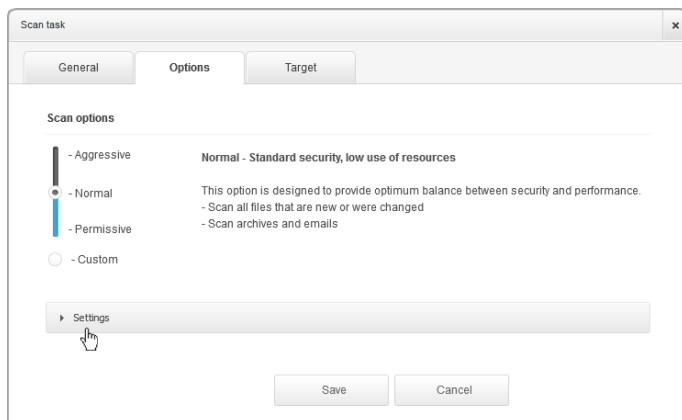 Scan task
×
General Options Target
Scan options
- Aggressive
- Normal
- Permissive
- Custom
Normal - Standard security, low use of resources
This option is designed to provide optimum balance between security and performance.
- Scan all files that are new or were changed
- Scan archives and emails
Settings
Save Cancel